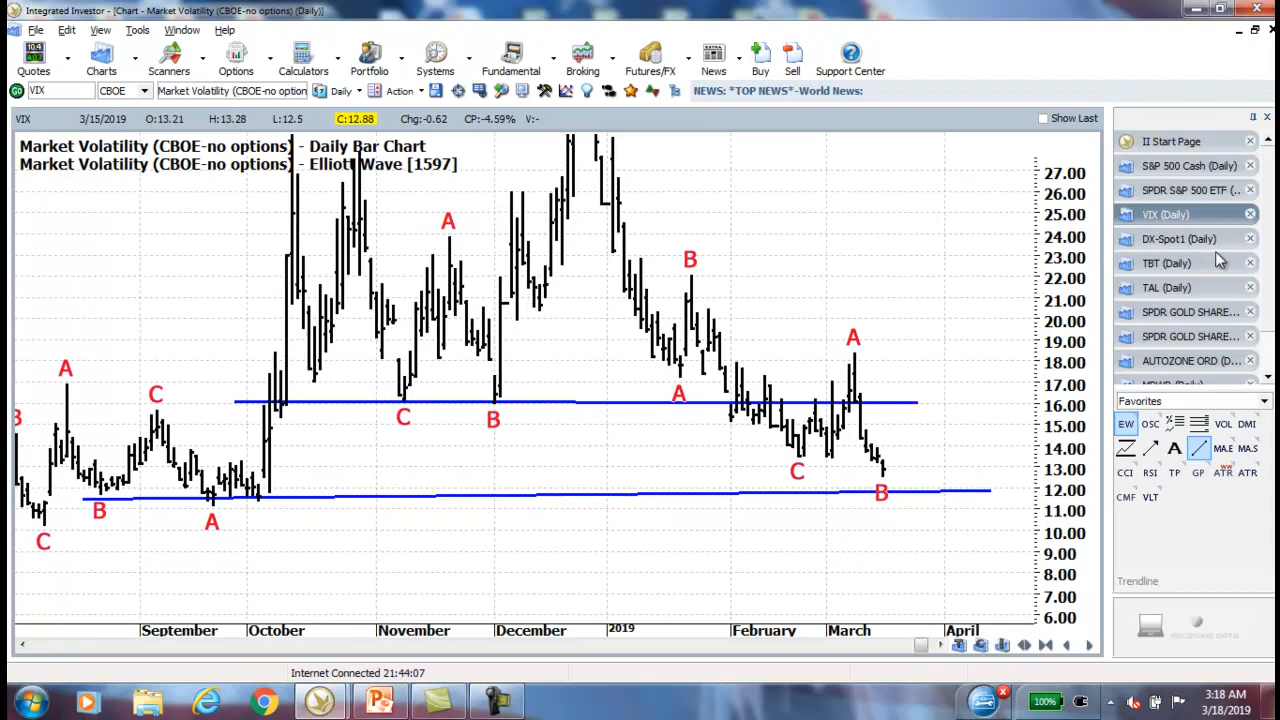 Integrated Investor - [Chart - Market Volatility (CBOE-no options) (Daily)]
File Edit View Tools Window Help
10.4
Quotes Charts Scanners Options Calculators Portfolio Systems Fundamental Broking Futures/FX News Buy Sell Support Center
GO VIX CBOE Market Volatility (CBOE-no option Daily Action NEWS: *TOP NEWS*-World News:
VIX 3/15/2019 O:13.21 H:13.28 L:12.5 C:12.88 Chg:-0.62 CP:-4.59% V:- Show Last
Market Volatility (CBOE-no options) - Daily Bar Chart
Market Volatility (CBOE-no options) - Elliott Wave [1597]
27.00
26.00
25.00
24.00
23.00
22.00
21.00
20.00
19.00
18.00
17.00
16.00
15.00
14.00
13.00
12.00
11.00
10.00
9.00
8.00
7.00
6.00
B
A
C
B
C
A
C
A
B
A
B
C
A
B
September October November December 2019 February March April
II Start Page
S&P 500 Cash (Daily)
SPDR S&P 500 ETF (..
VIX (Daily)
DX-Spot1 (Daily)
TBT (Daily)
TAL (Daily)
SPDR GOLD SHARE...
SPDR GOLD SHARE...
AUTOZONE ORD (D...
Favorites
EW OSC VOL DMI
A MA.E MA.S
CCI RSI TP GP ATR ATR
CMF VLT
Trendline
RECEIVING DATA
Internet Connected 21:44:07
100%
3:18 AM
3/18/2019